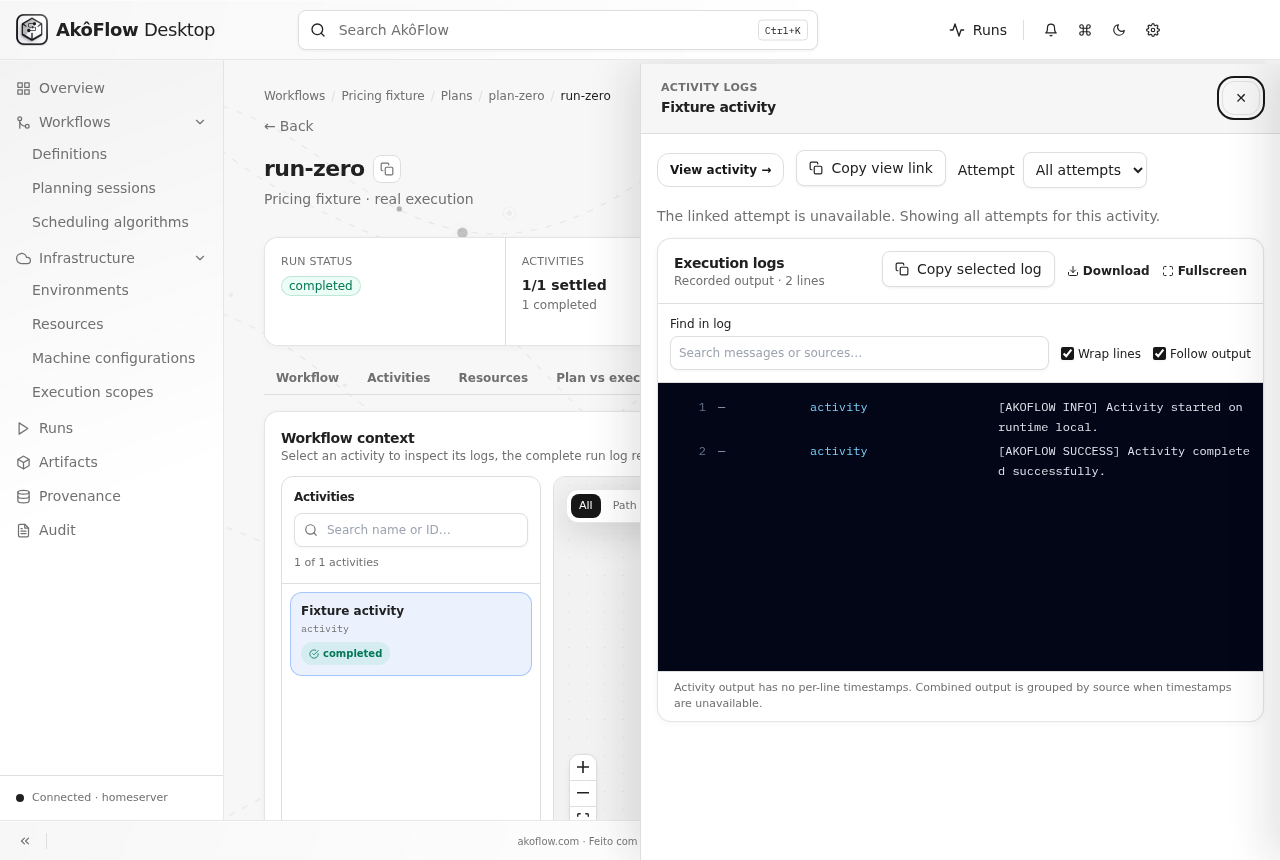 AkôFlow Desktop
Search AkôFlow
Ctrl+K
Runs
Overview
Workflows
Definitions
Planning sessions
Scheduling algorithms
Infrastructure
Environments
Resources
Machine configurations
Execution scopes
Runs
Artifacts
Provenance
Audit
Connected · homeserver
Workflows / Pricing fixture / Plans / plan-zero / run-zero
← Back
run-zero
Pricing fixture · real execution
RUN STATUS
completed
ACTIVITIES
1/1 settled
1 completed
Workflow
Activities
Resources
Plan vs exec
Workflow context
Select an activity to inspect its logs, the complete run log re
Activities
Search name or ID...
1 of 1 activities
Fixture activity
activity
completed
All
Path
akoflow.com · Feito com
ACTIVITY LOGS
Fixture activity
View activity →
Copy view link
Attempt
All attempts
The linked attempt is unavailable. Showing all attempts for this activity.
Execution logs
Recorded output · 2 lines
Copy selected log
Download
Fullscreen
Find in log
Search messages or sources...
Wrap lines
Follow output
1 — activity [AKOFLOW INFO] Activity started on
runtime local.
2 — activity [AKOFLOW SUCCESS] Activity complete
d successfully.
Activity output has no per-line timestamps. Combined output is grouped by source when timestamps
are unavailable.